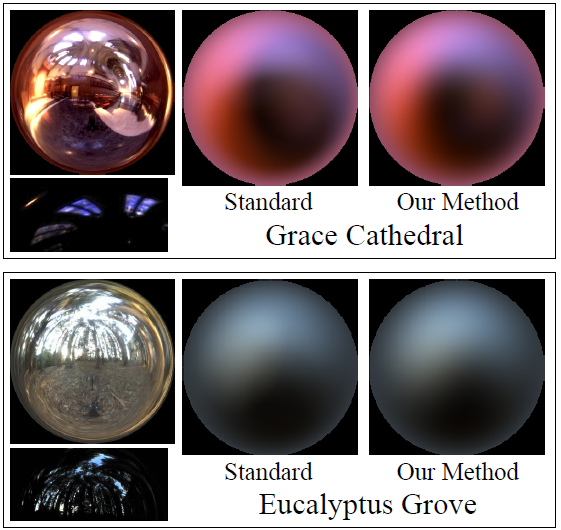 Standard
Our Method
Grace Cathedral
Standard
Our Method
Eucalyptus Grove